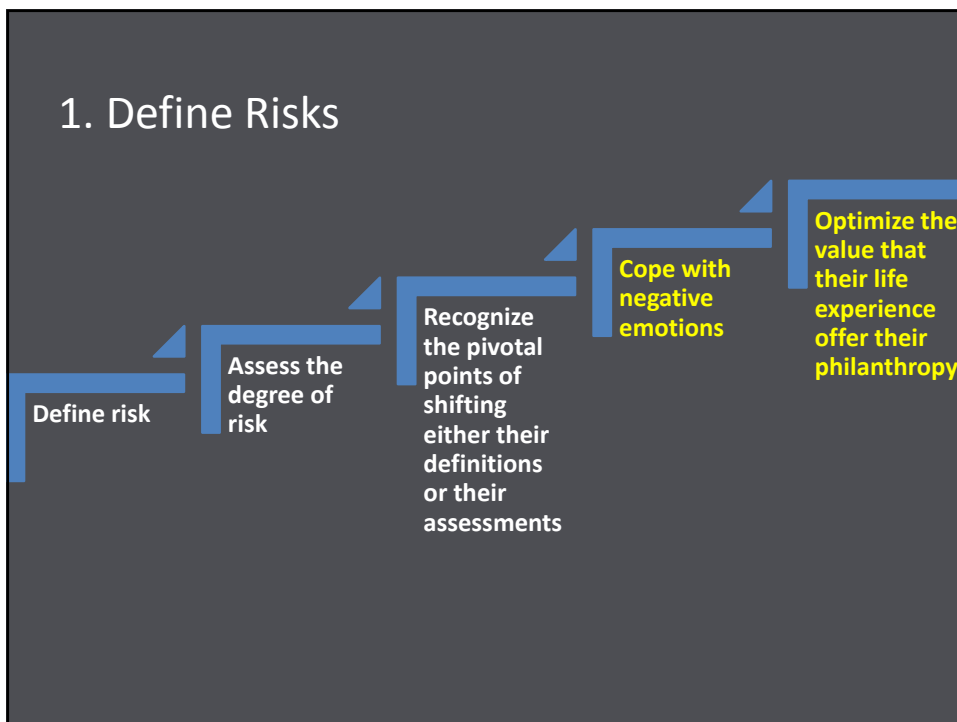 1. Define Risks
Define risk
Assess the
degree of
risk
Recognize
the pivotal
points of
shifting
either their
definitions
or their
assessments
Cope with
negative
emotions
Optimize the
value that
their life
experience
offer their
philanthropy